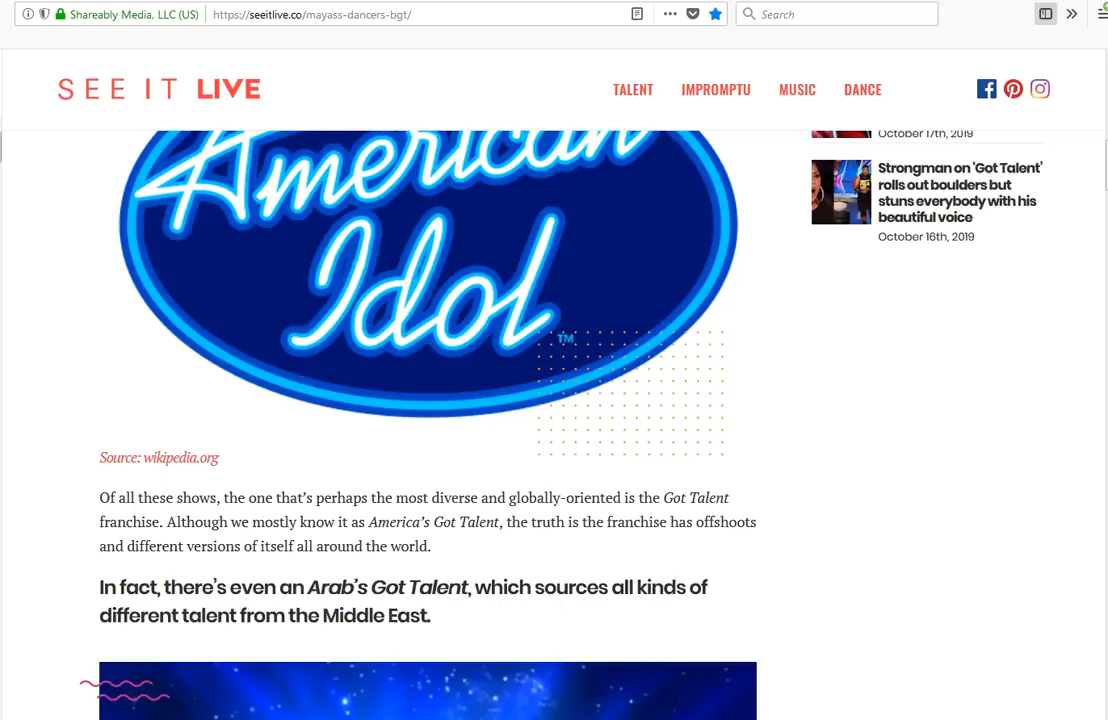 Shareably Media, LLC (US)
https://seeitlive.co/mayass-dancers-bgt/
Search
SEE IT LIVE
TALENT
IMPROMPTU
MUSIC
DANCE
American
Idol
TM
October 17th, 2019
Strongman on ‘Got Talent’
rolls out boulders but
stuns everybody with his
beautiful voice
October 16th, 2019
Source: wikipedia.org
Of all these shows, the one that’s perhaps the most diverse and globally-oriented is the Got Talent
franchise. Although we mostly know it as America’s Got Talent, the truth is the franchise has offshoots
and different versions of itself all around the world.
In fact, there’s even an Arab’s Got Talent, which sources all kinds of
different talent from the Middle East.